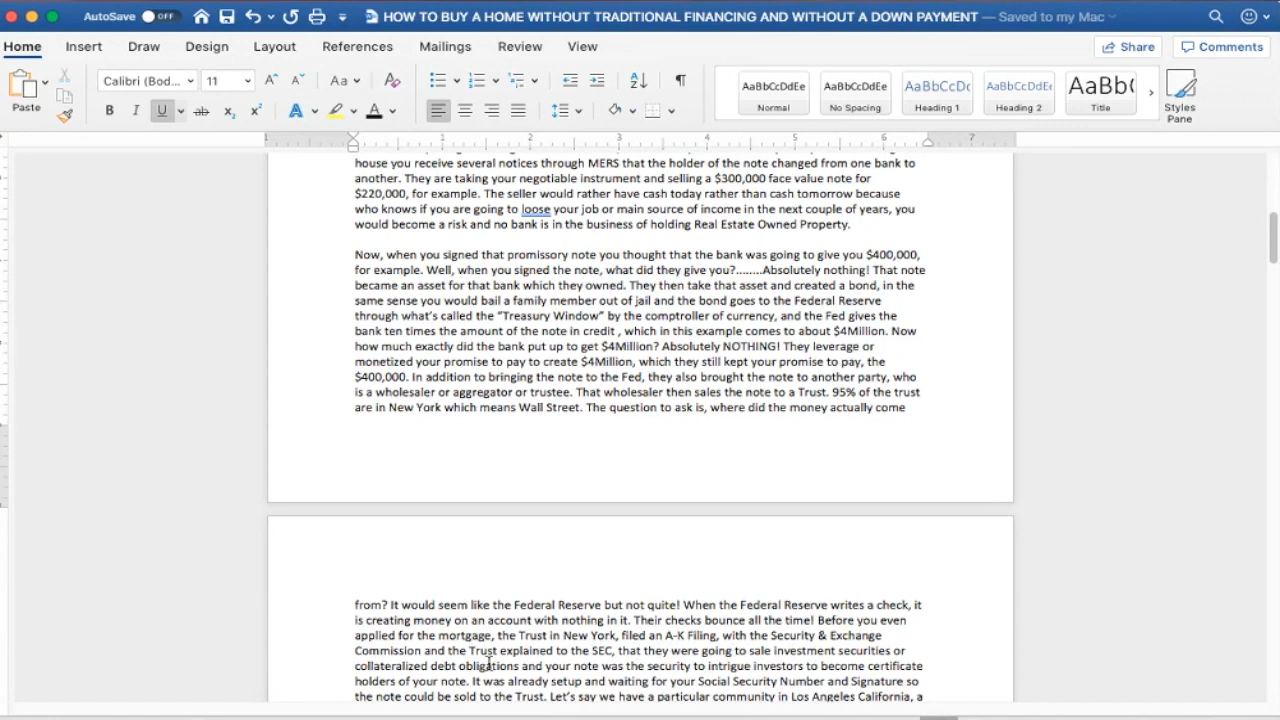 AutoSave OFF HOW TO BUY A HOME WITHOUT TRADITIONAL FINANCING AND WITHOUT A DOWN PAYMENT — Saved to my Mac
Home Insert Draw Design Layout References Mailings Review View Share Comments
Paste Calibri (Bod... 11 Aa
AaBbCcDdEe AaBbCcDdEe AaBbCcDc AaBbCcDdEe AaBb(
Normal No Spacing Heading 1 Heading 2 Title Styles Pane
1 1 2 3 4 5 6 7
house you receive several notices through MERS that the holder of the note changed from one bank to
another. They are taking your negotiable instrument and selling a $300,000 face value note for
$220,000, for example. The seller would rather have cash today rather than cash tomorrow because
who knows if you are going to loose your job or main source of income in the next couple of years, you
would become a risk and no bank is in the business of holding Real Estate Owned Property.
Now, when you signed that promissory note you thought that the bank was going to give you $400,000,
for example. Well, when you signed the note, what did they give you?........Absolutely nothing! That note
became an asset for that bank which they owned. They then take that asset and created a bond, in the
same sense you would bail a family member out of jail and the bond goes to the Federal Reserve
through what's called the “Treasury Window” by the comptroller of currency, and the Fed gives the
bank ten times the amount of the note in credit , which in this example comes to about $4Million. Now
how much exactly did the bank put up to get $4Million? Absolutely NOTHING! They leverage or
monetized your promise to pay to create $4Million, which they still kept your promise to pay, the
$400,000. In addition to bringing the note to the Fed, they also brought the note to another party, who
is a wholesaler or aggregator or trustee. That wholesaler then sales the note to a Trust. 95% of the trust
are in New York which means Wall Street. The question to ask is, where did the money actually come
from? It would seem like the Federal Reserve but not quite! When the Federal Reserve writes a check, it
is creating money on an account with nothing in it. Their checks bounce all the time! Before you even
applied for the mortgage, the Trust in New York, filed an A-K Filing, with the Security & Exchange
Commission and the Trust explained to the SEC, that they were going to sale investment securities or
collateralized debt obligations and your note was the security to intrigue investors to become certificate
holders of your note. It was already setup and waiting for your Social Security Number and Signature so
the note could be sold to the Trust. Let's say we have a particular community in Los Angeles California, a